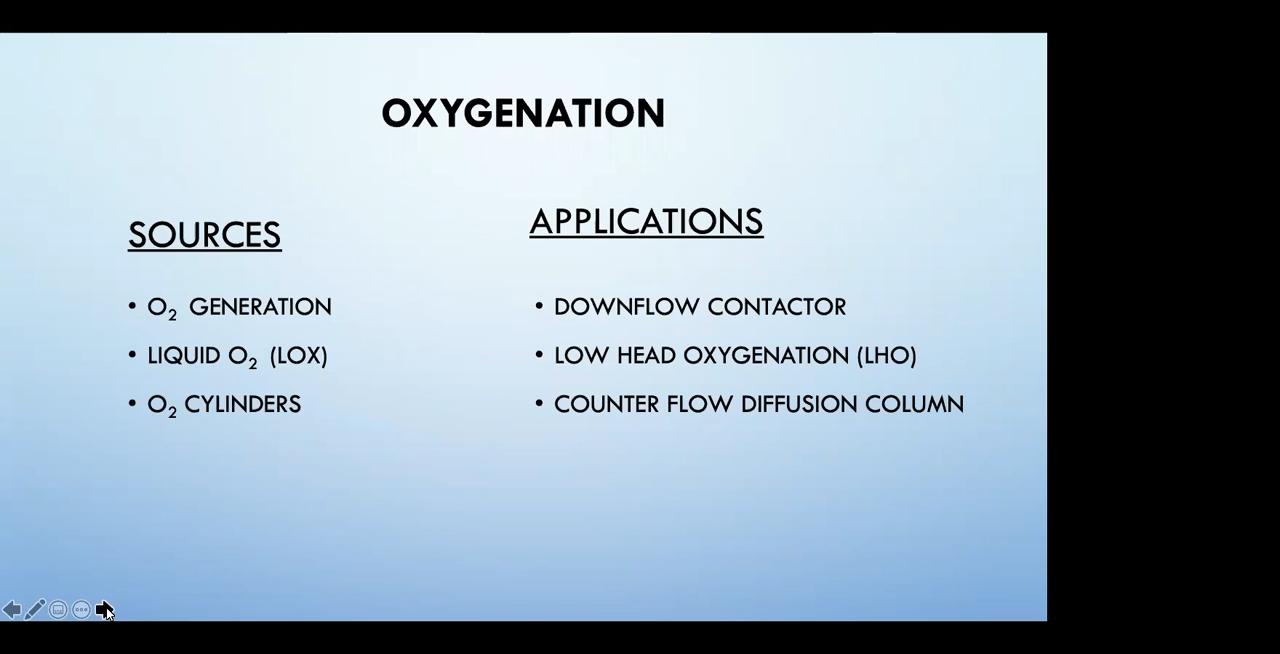 OXYGENATION
SOURCES
• O₂ GENERATION
• LIQUID O₂ (LOX)
• O₂ CYLINDERS
APPLICATIONS
• DOWNFLOW CONTACTOR
• LOW HEAD OXYGENATION (LHO)
• COUNTER FLOW DIFFUSION COLUMN